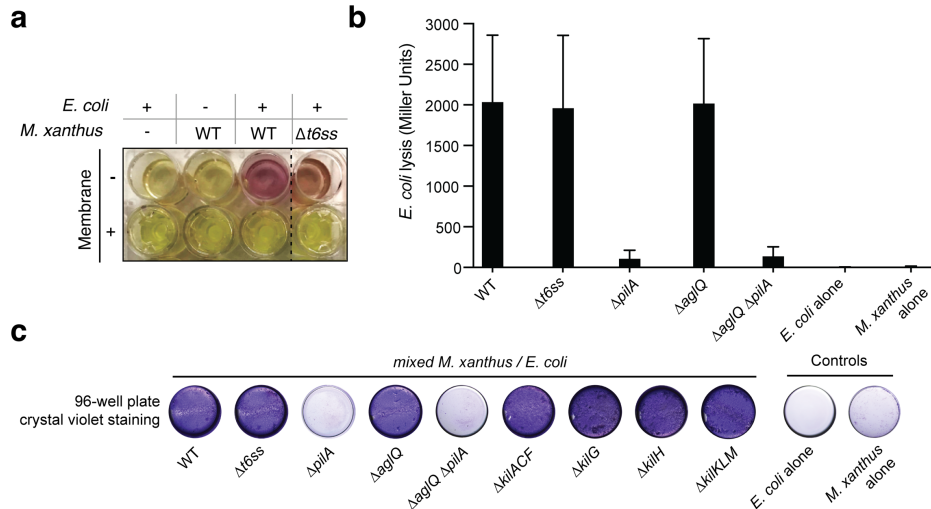 a
E. coli + - + +
M. xanthus - WT WT Δt6ss
Membrane
-
+
b
E. coli lysis (Miller Units)
3000
2500
2000
1500
1000
500
0
WT
Δt6ss
ΔpilA
ΔaglQ
ΔaglQ ΔpilA
E. coli alone
M. xanthus
alone
c
mixed M. xanthus / E. coli
Controls
96-well plate
crystal violet staining
WT
Δt6ss
ΔpilA
ΔaglQ
ΔaglQ ΔpilA
ΔkilACF
ΔkilG
ΔkilH
ΔkilKLM
E. coli alone
M. xanthus
alone